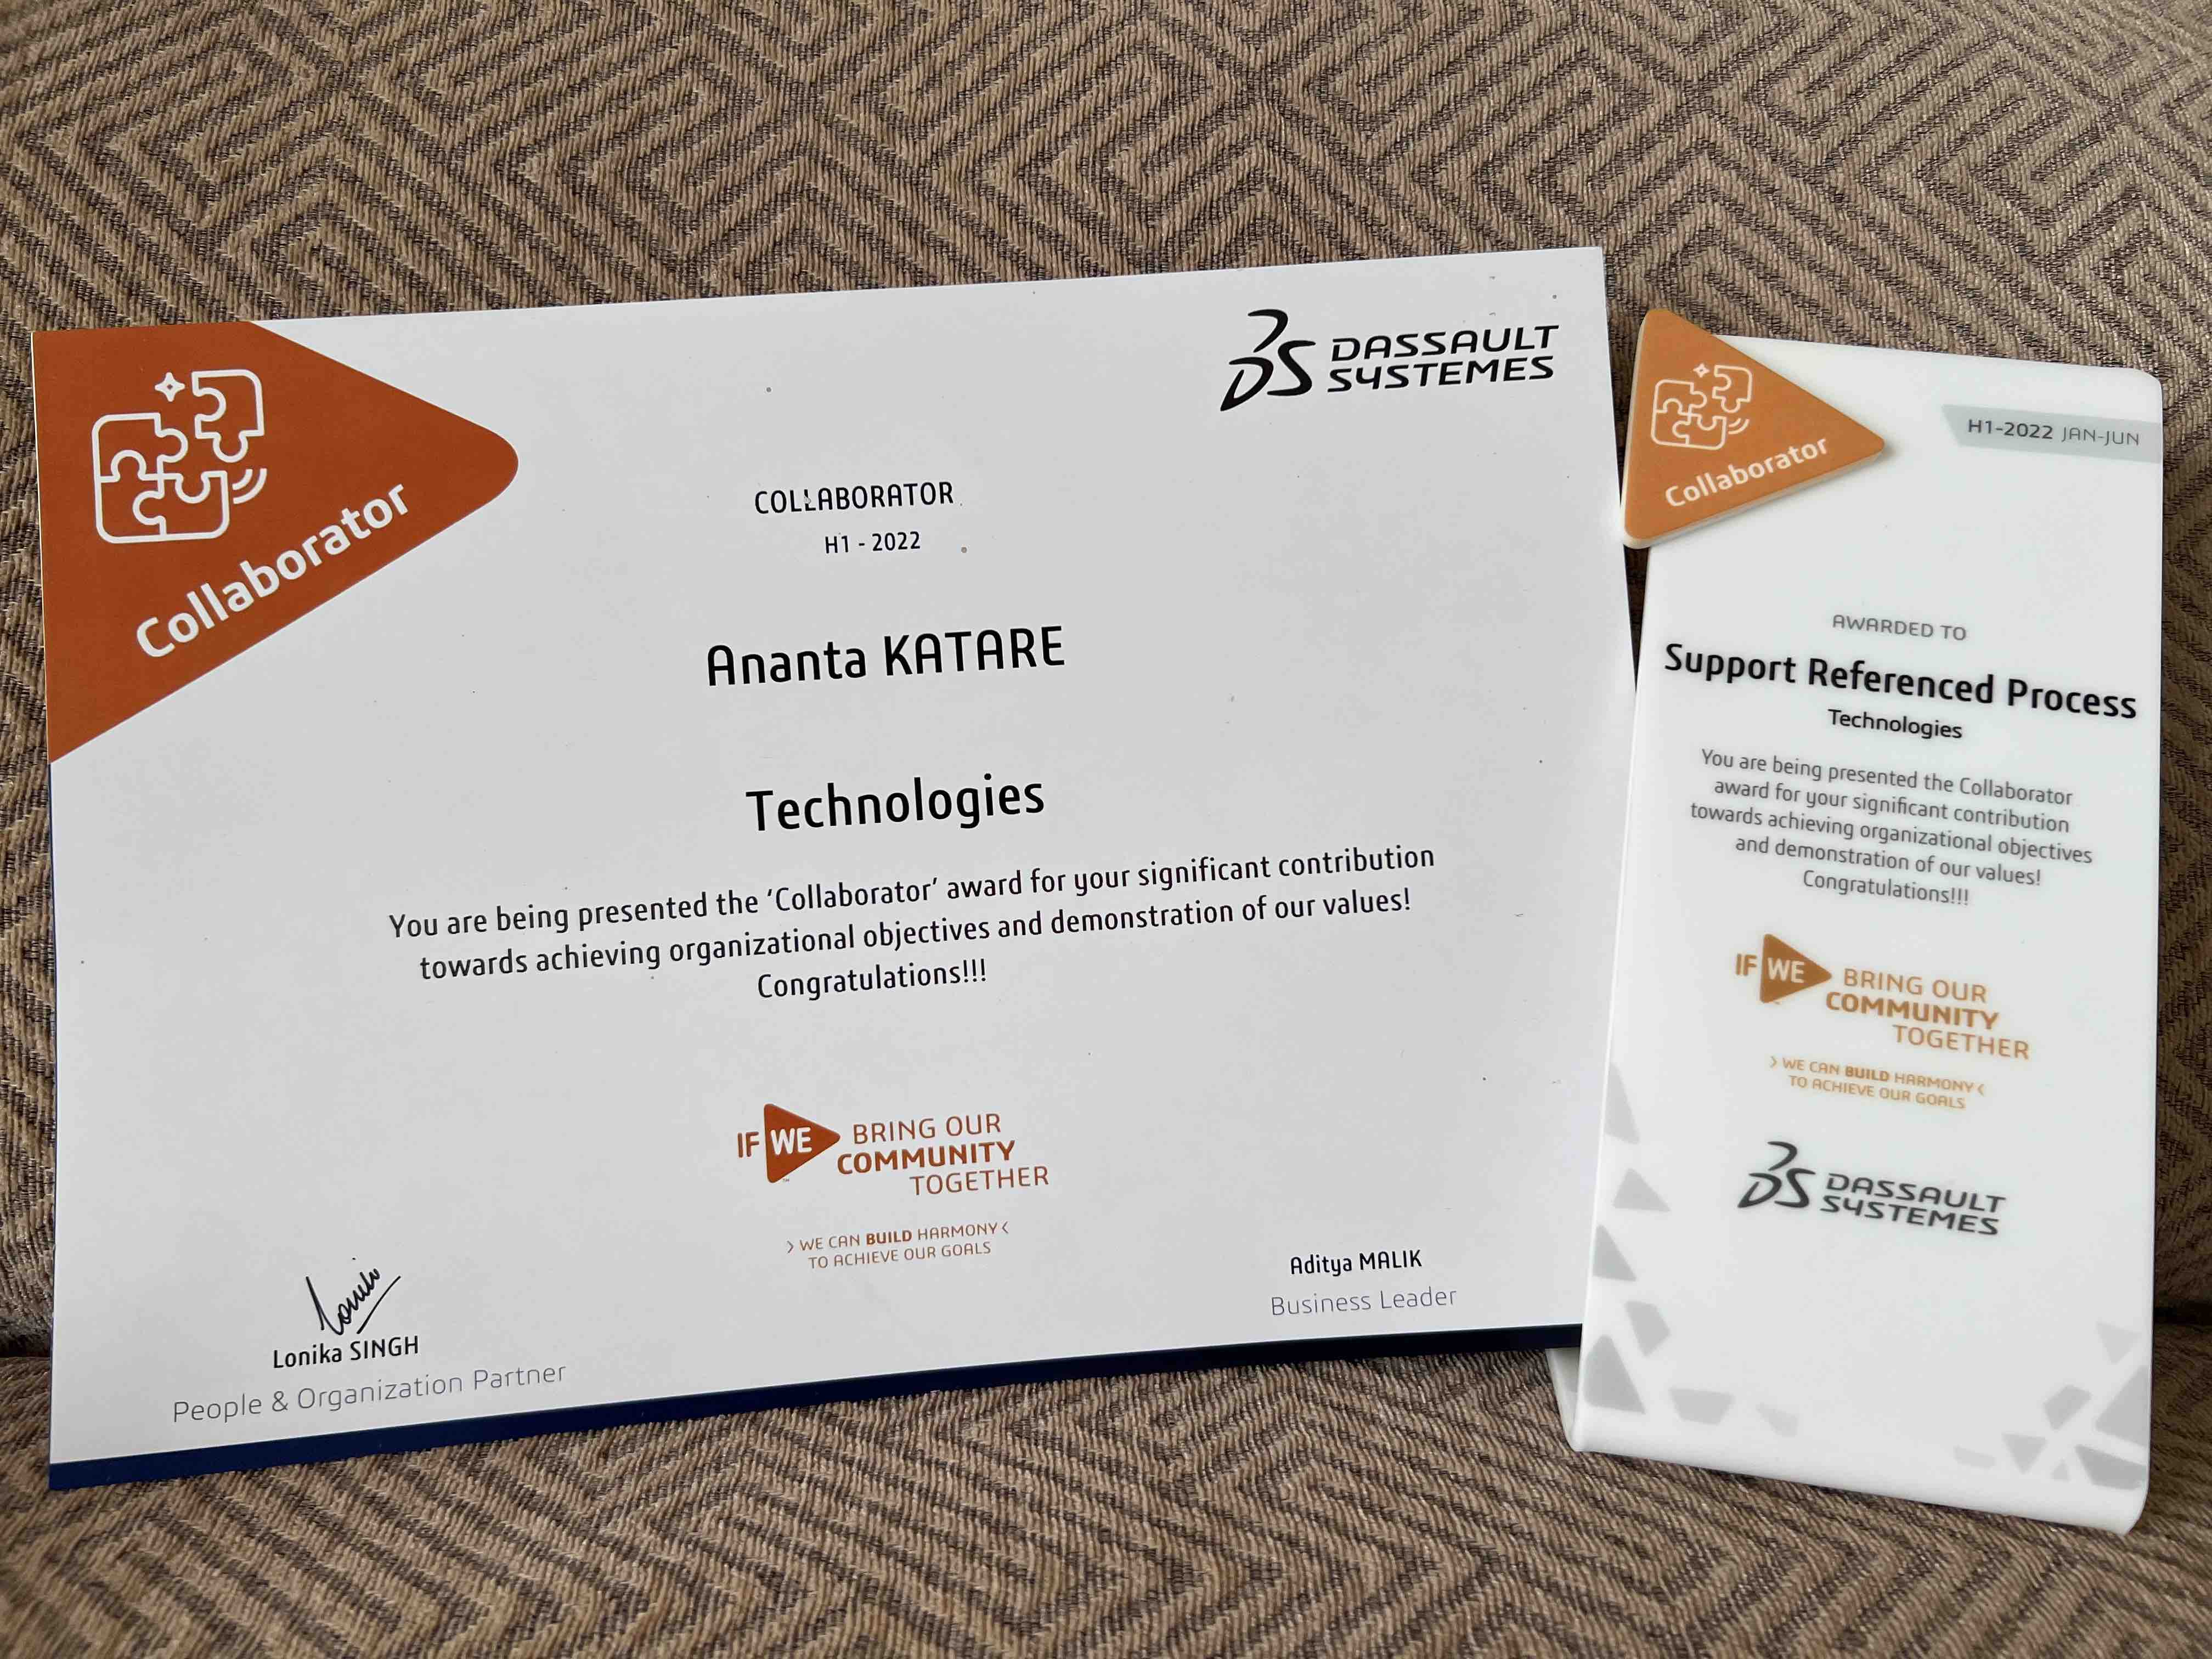 Collaborator
DS DASSAULT
SYSTEMES
COLLABORATOR
H1 - 2022
Ananta KATARE
Technologies
You are being presented the ‘Collaborator’ award for your significant contribution
towards achieving organizational objectives and demonstration of our values!
Congratulations!!!
IF WE BRING OUR
COMMUNITY
TOGETHER
› WE CAN BUILD HARMONY ‹
TO ACHIEVE OUR GOALS
Lonika
Lonika SINGH
People & Organization Partner
Aditya MALIK
Business Leader
Collaborator
H1-2022 JAN-JUN
AWARDED TO
Support Referenced Process
Technologies
You are being presented the Collaborator
award for your significant contribution
towards achieving organizational objectives
and demonstration of our values!
Congratulations!!!
IF WE BRING OUR
COMMUNITY
TOGETHER
› WE CAN BUILD HARMONY ‹
TO ACHIEVE OUR GOALS
DS DASSAULT
SYSTEMES